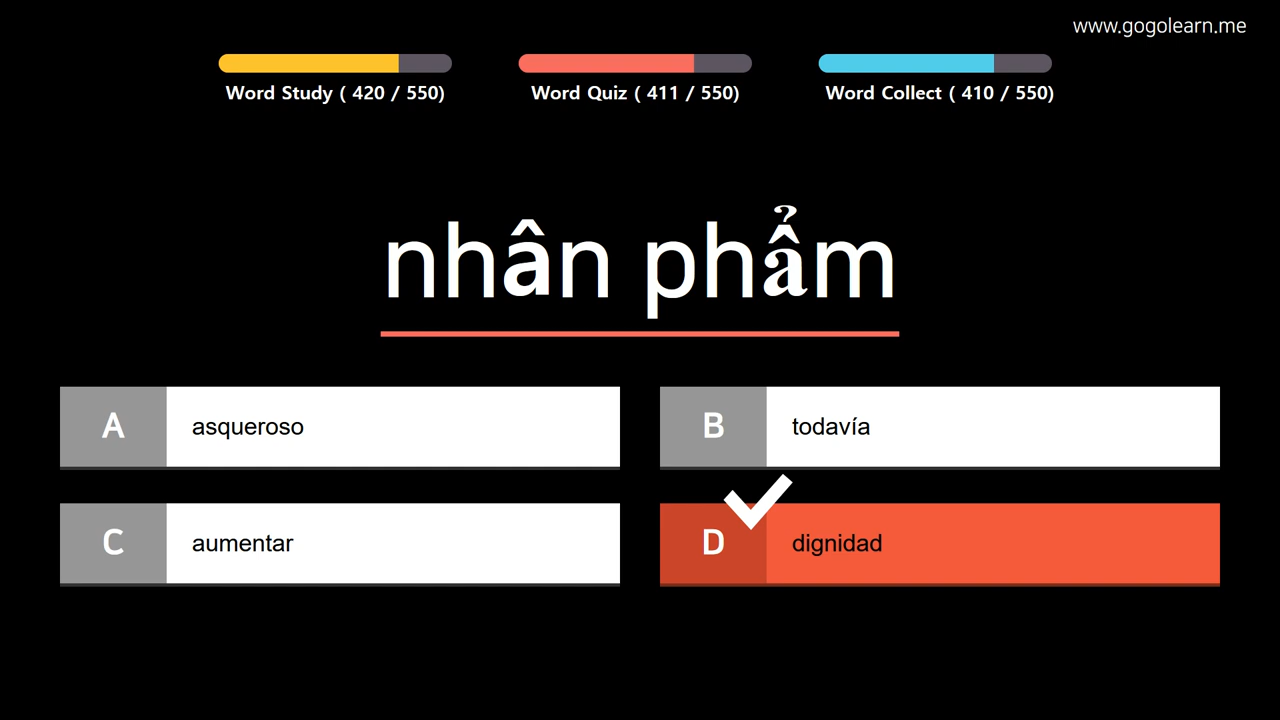 www.gogolearn.me
Word Study ( 420 / 550)
Word Quiz ( 411 / 550)
Word Collect ( 410 / 550)
nhân phẩm
A asqueroso
B todavía
C aumentar
D dignidad